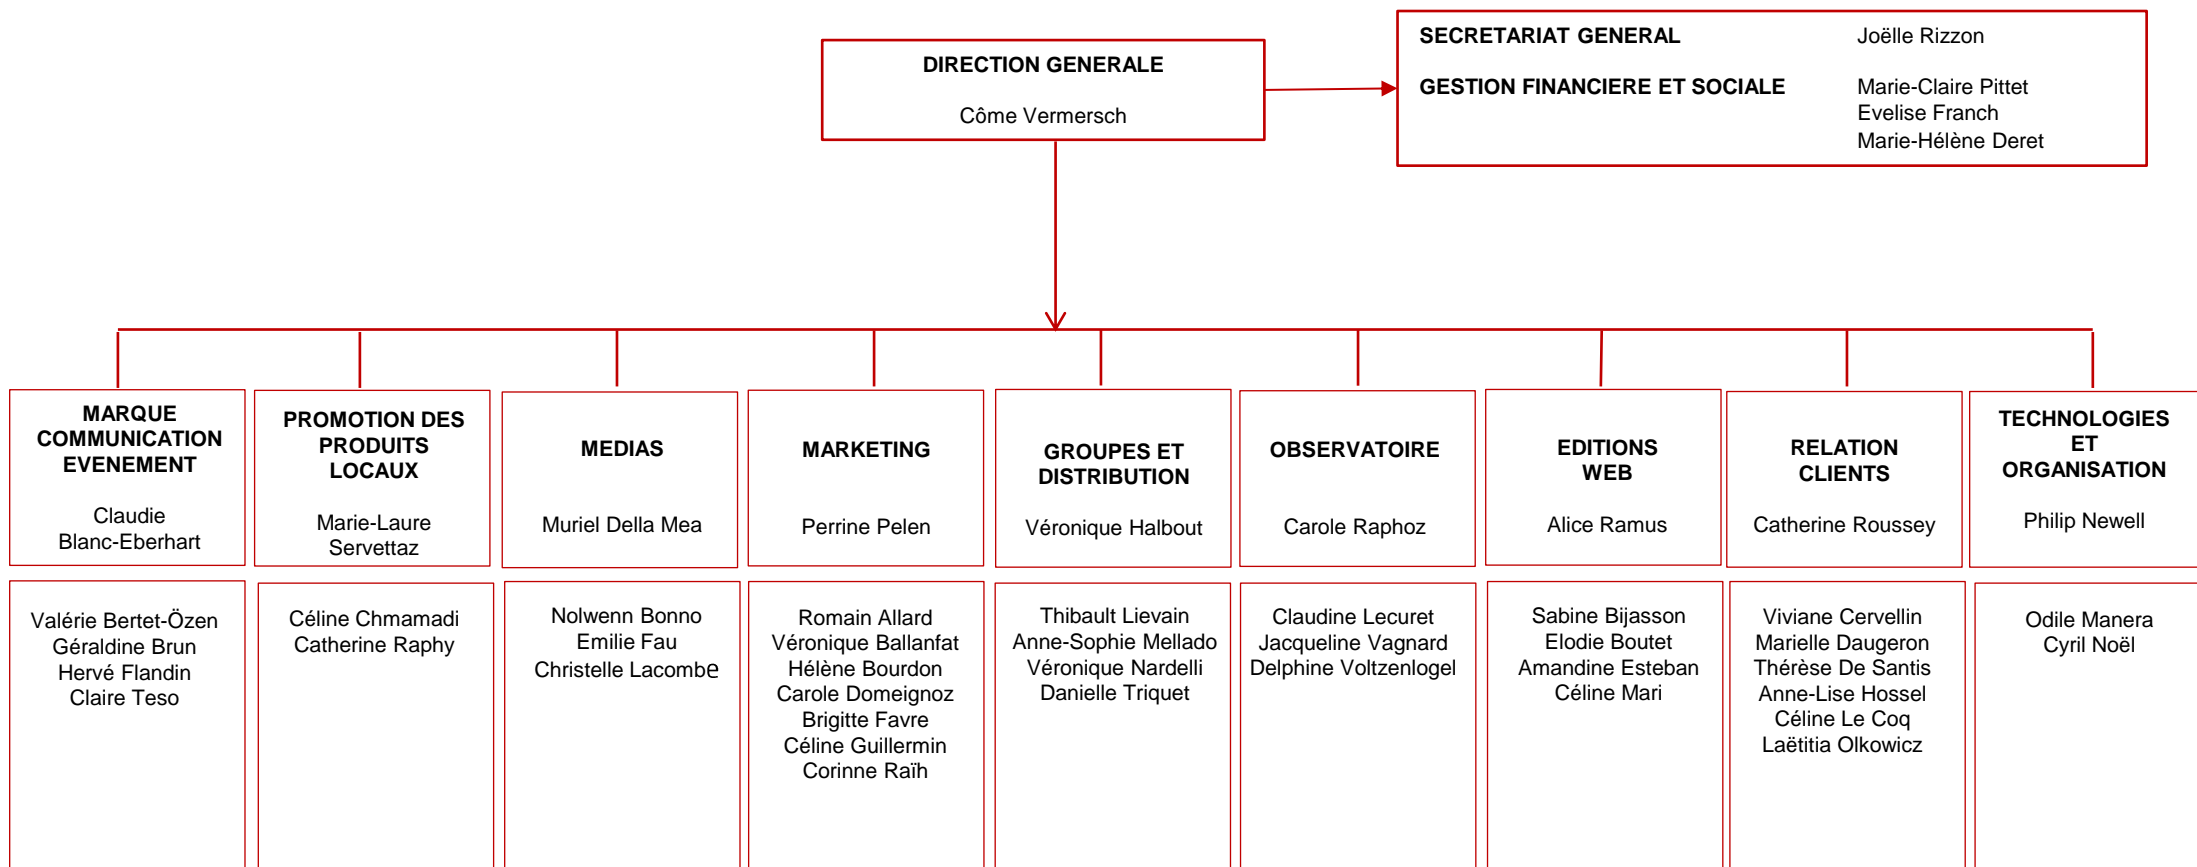 DIRECTION GENERALE
Côme Vermersch
SECRETARIAT GENERAL Joëlle Rizzon
GESTION FINANCIERE ET SOCIALE Marie-Claire Pittet
Evelise Franch
Marie-Hélène Deret
MARQUE
COMMUNICATION
EVENEMENT
Claudie
Blanc-Eberhart
Valérie Bertet-Özen
Géraldine Brun
Hervé Flandin
Claire Teso
PROMOTION DES
PRODUITS
LOCAUX
Marie-Laure
Servettaz
Céline Chmamadi
Catherine Raphy
MEDIAS
Muriel Della Mea
Nolwenn Bonno
Emilie Fau
Christelle Lacombe
MARKETING
Perrine Pelen
Romain Allard
Véronique Ballanfat
Hélène Bourdon
Carole Domeignoz
Brigitte Favre
Céline Guillermin
Corinne Raïh
GROUPES ET
DISTRIBUTION
Véronique Halbout
Thibault Lievain
Anne-Sophie Mellado
Véronique Nardelli
Danielle Triquet
OBSERVATOIRE
Carole Raphoz
Claudine Lecuret
Jacqueline Vagnard
Delphine Voltzenlogel
EDITIONS
WEB
Alice Ramus
Sabine Bijasson
Elodie Boutet
Amandine Esteban
Céline Mari
RELATION
CLIENTS
Catherine Roussey
Viviane Cervellin
Marielle Daugeron
Thérèse De Santis
Anne-Lise Hossel
Céline Le Coq
Laëtitia Olkowicz
TECHNOLOGIES
ET
ORGANISATION
Philip Newell
Odile Manera
Cyril Noël